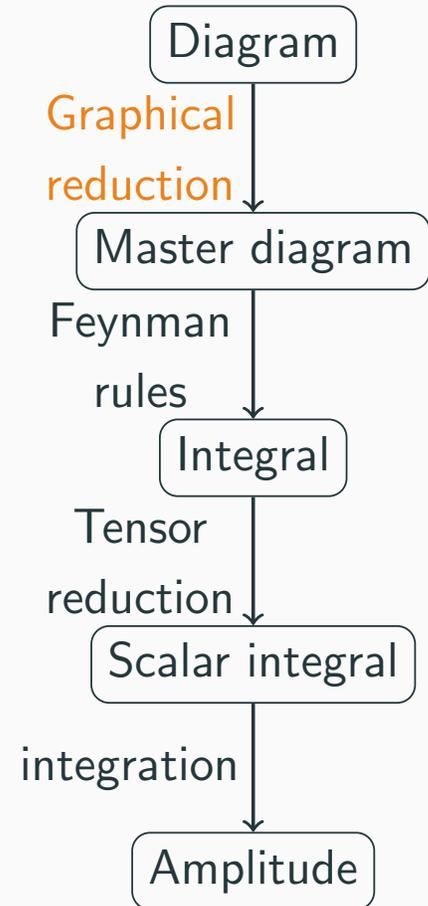 Diagram
Graphical
reduction
Master diagram
Feynman
rules
Integral
Tensor
reduction
Scalar integral
integration
Amplitude